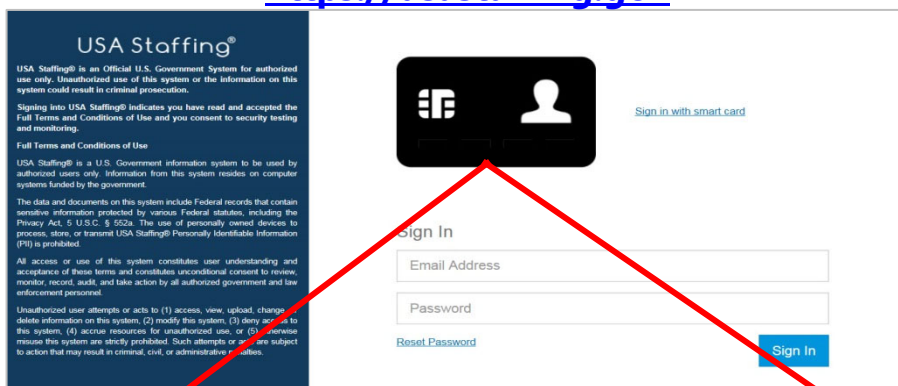 USA Staffing®
USA Staffing® is an Official U.S. Government System for authorized
use only. Unauthorized use of this system or the information on this
system could result in criminal prosecution.
Signing into USA Staffing® indicates you have read and accepted the
Full Terms and Conditions of Use and you consent to security testing
and monitoring.
Full Terms and Conditions of Use
USA Staffing® is a U.S. Government information system to be used by
authorized users only. Information from this system resides on computer
systems funded by the government.
The data and documents on this system include Federal records that contain
sensitive information protected by various Federal statutes, including the
Privacy Act, 5 U.S.C. § 552a. The use of personally owned devices to
process, store, or transmit USA Staffing® Personally Identifiable Information
(PII) is prohibited.
All access or use of this system constitutes user understanding and
acceptance of these terms and constitutes unconditional consent to review,
monitor, record, audit, and take action by all authorized government and law
enforcement personnel.
Unauthorized user attempts or acts to (1) access, view, upload, change,
delete information on this system, (2) modify this system, (3) deny access to
this system, (4) accrue resources for unauthorized use, or (5) otherwise
misuse this system are strictly prohibited. Such attempts or acts are subject
to action that may result in criminal, civil, or administrative penalties.
Sign in with smart card
Sign In
Email Address
Password
Reset Password
Sign In